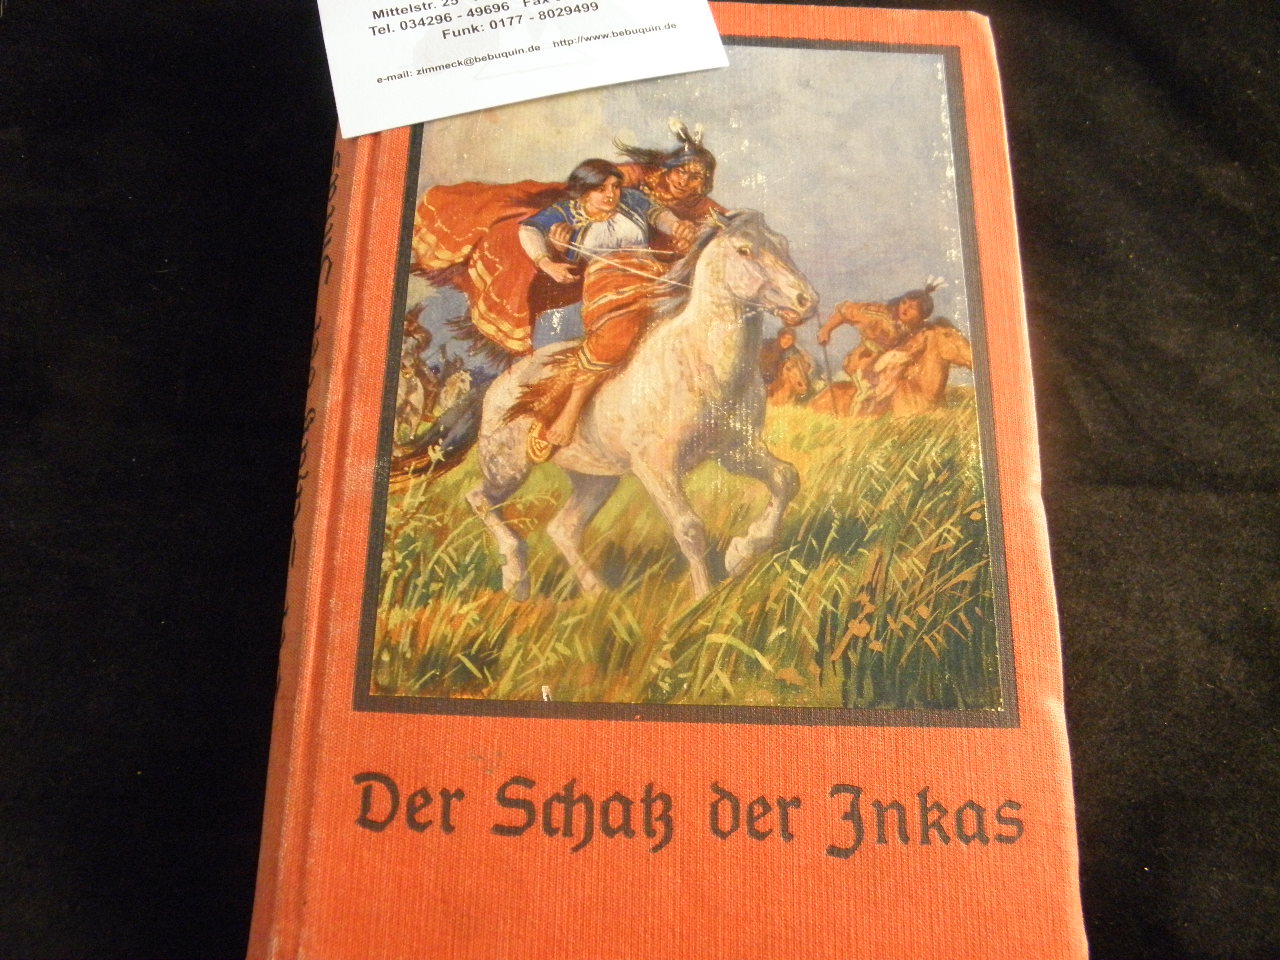 Mittelstr. 25
Tel. 034296 - 49696 Fax
Funk: 0177 - 8029499
e-mail: zimmeck@bebuquin.de http://www.bebuquin.de
Der Schatz der Inkas